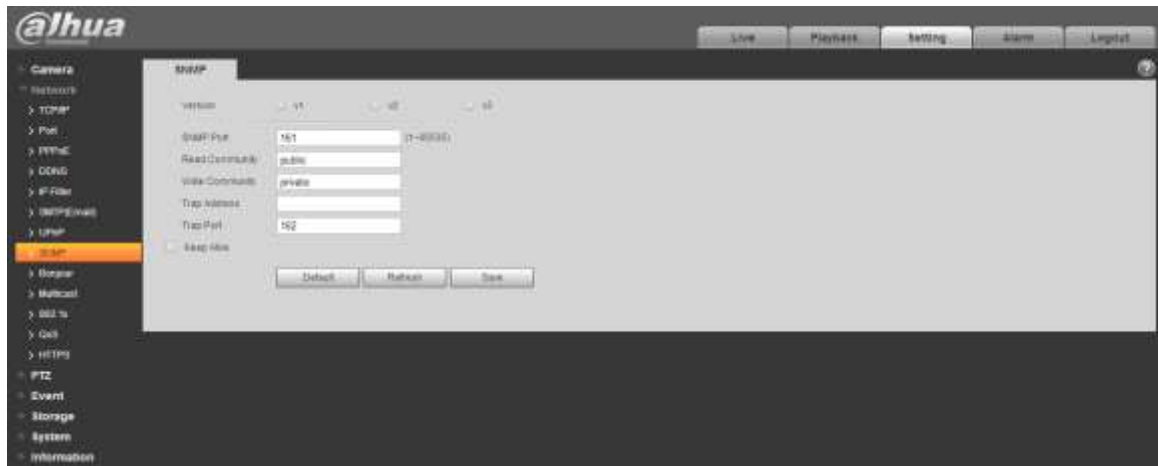 alhua
Live Playback Setting Alarm Logout
Camera
Network
TCP/IP
Port
PPPoE
DDNS
IP Filter
SMTP(Email)
UPnP
SNMP
Bonjour
Multicast
802.1x
QoS
HTTPS
PTZ
Event
Storage
System
Information
SNMP
Version v1 v2 v3
SNMP Port 161 (1~65535)
Read Community public
Write Community private
Trap Address
Trap Port 162
Keep Alive
Default Refresh Save